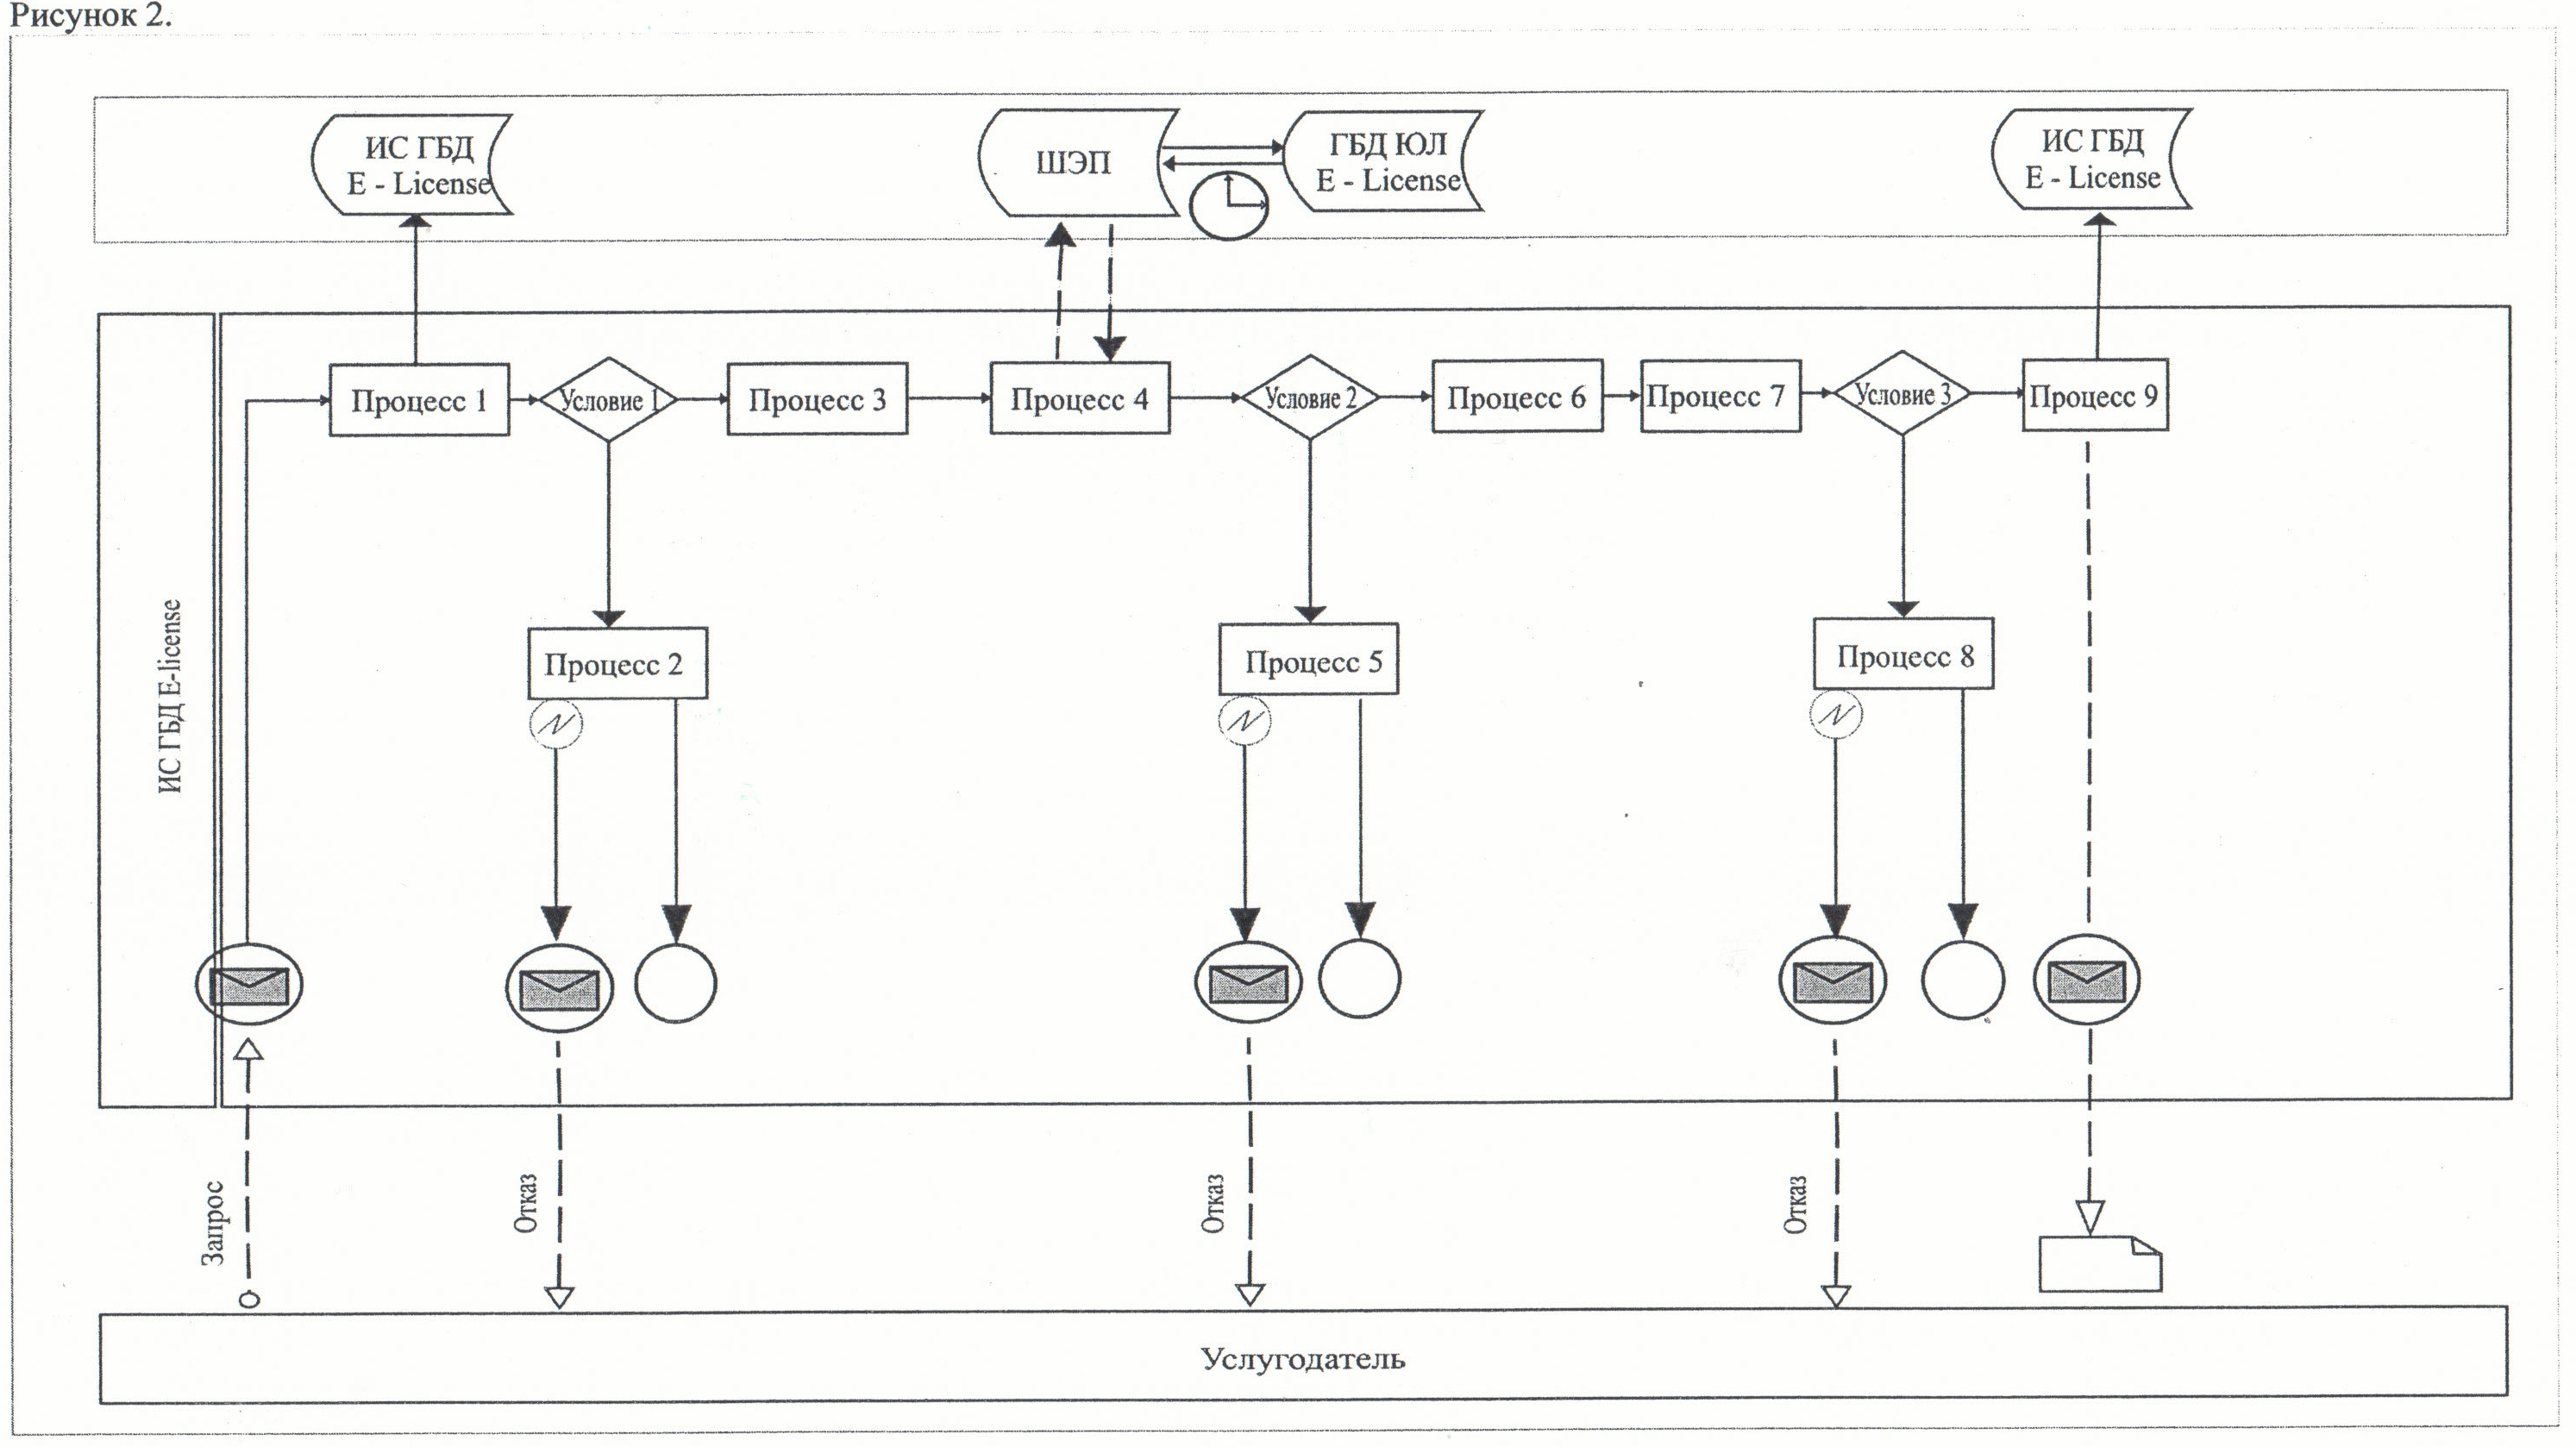 Рисунок 2.
ИС ГБД
E - License
ШЭП
ГБД ЮЛ
E - License
ИС ГБД
E - License
Процесс 1
Условие 1
Процесс 3
Процесс 4
Условие 2
Процесс 6
Процесс 7
Условие 3
Процесс 9
ИС ГБД E-license
Процесс 2
Процесс 5
Процесс 8
N
N
N
Запрос
Отказ
Отказ
Отказ
Услугодатель